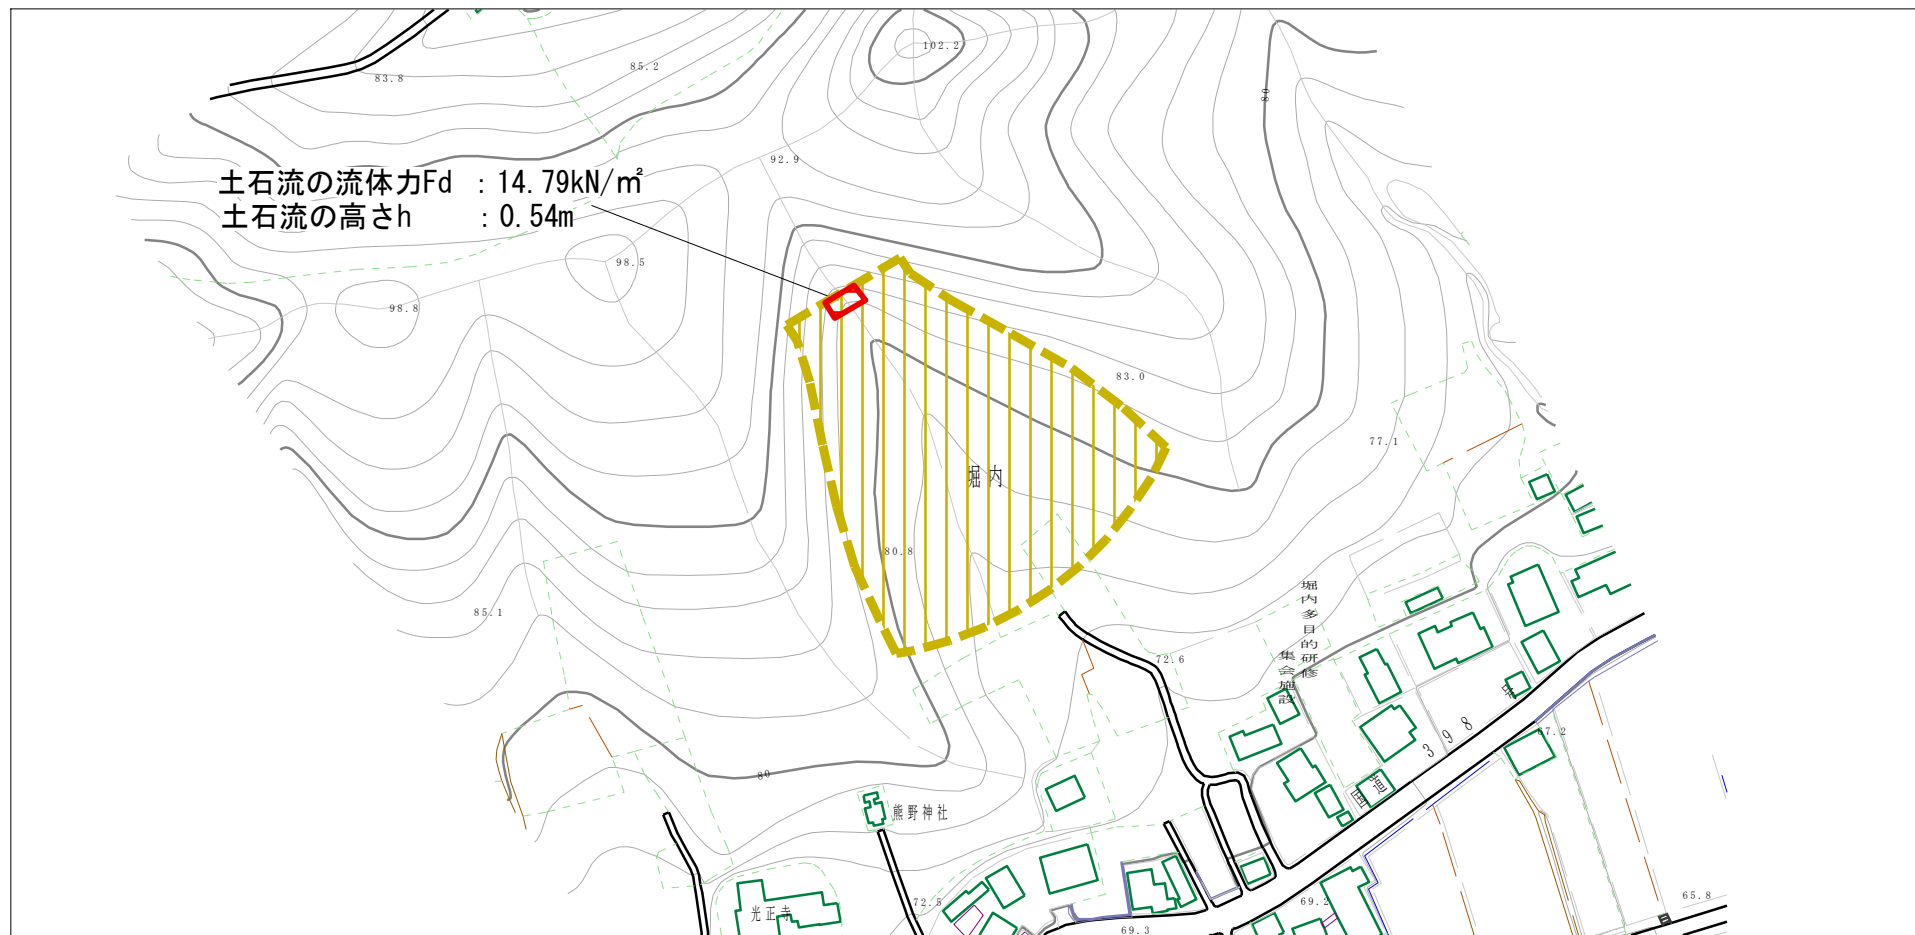 102.2
85.2
83.8
80
92.9
土石流の流体力Fd : 14.79kN/㎡
土石流の高さh : 0.54m
98.5
98.8
83.0
77.1
堀内
80.8
85.1
堀内多目的研修
集会施設
72.6
号
398
67.2
国道
80
熊野神社
光正寺
72.5
69.2
69.3
65.8